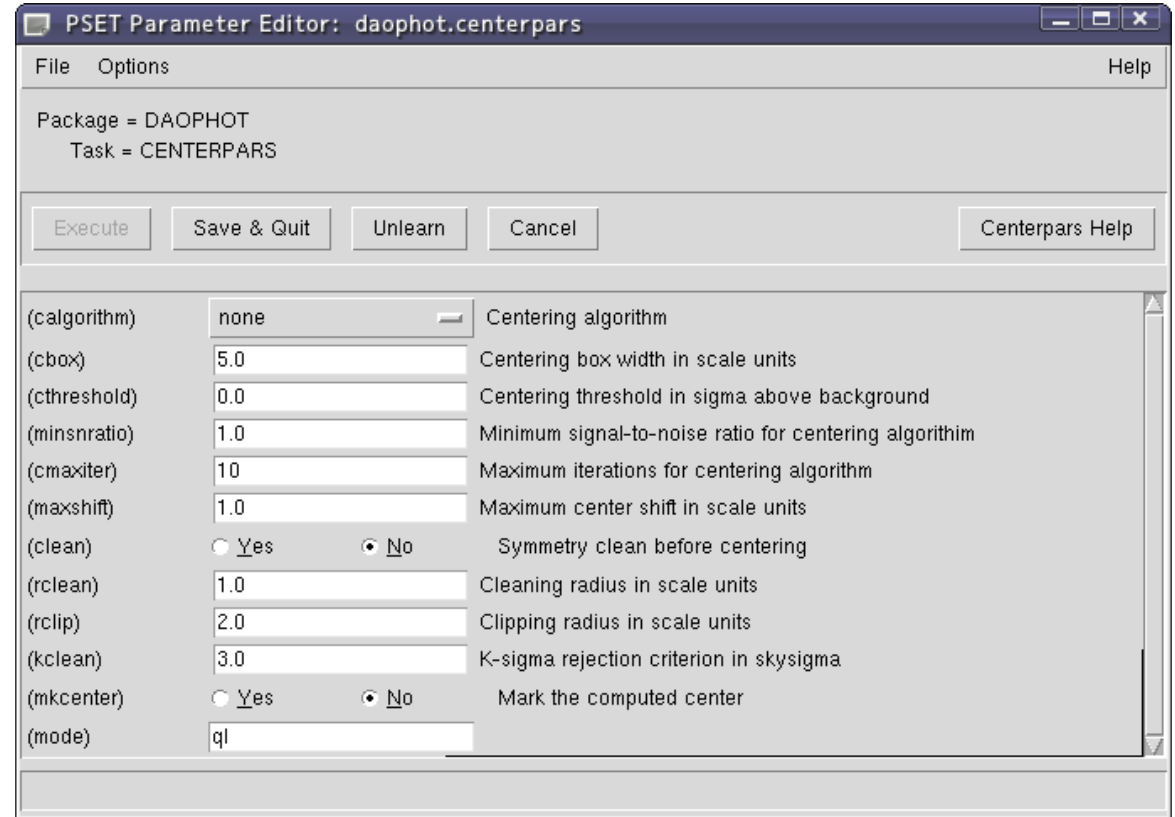 PSET Parameter Editor: daophot.centerpars
File Options Help
Package = DAOPHOT
Task = CENTERPARS
Execute Save & Quit Unlearn Cancel Centerpars Help
(calgorithm) none Centering algorithm
(cbox) 5.0 Centering box width in scale units
(cthreshold) 0.0 Centering threshold in sigma above background
(minsnratio) 1.0 Minimum signal-to-noise ratio for centering algorithim
(cmaxiter) 10 Maximum iterations for centering algorithm
(maxshift) 1.0 Maximum center shift in scale units
(clean) Yes No Symmetry clean before centering
(rclean) 1.0 Cleaning radius in scale units
(rclip) 2.0 Clipping radius in scale units
(kclean) 3.0 K-sigma rejection criterion in skysigma
(mkcenter) Yes No Mark the computed center
(mode) ql